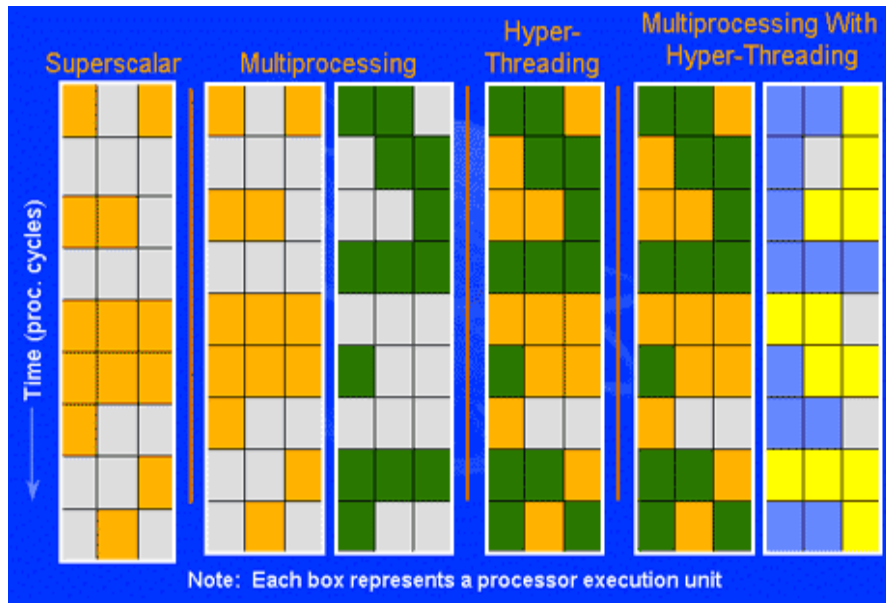 Superscalar
Multiprocessing
Hyper-
Threading
Multiprocessing With
Hyper-Threading
Time (proc. cycles)
Note: Each box represents a processor execution unit